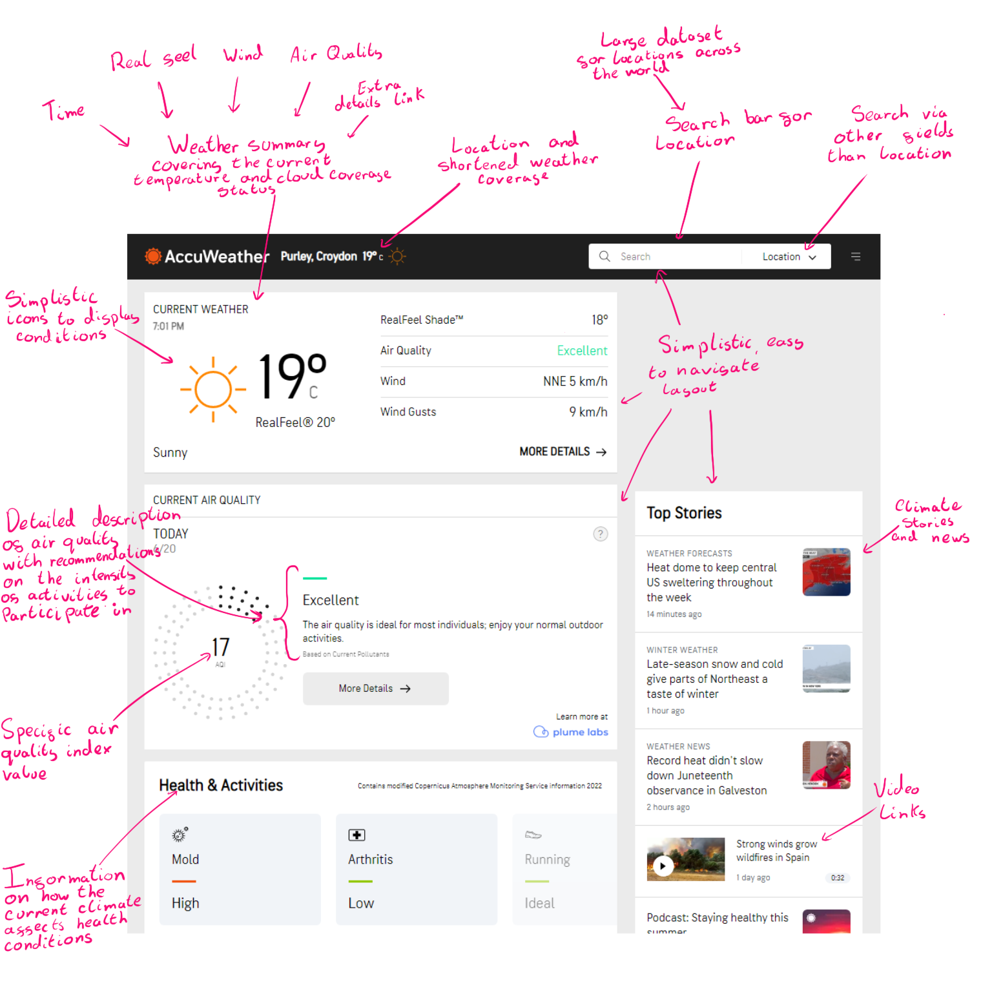 Real feel
Wind
Air Quality
Time
Extra
details link
Weather summary
covering the current
temperature and cloud coverage
status
Location and
shortened weather
coverage
Large dataset
for locations across
the world
Search bar for
Location
Search via
other fields
than location
AccuWeather
Purley, Croydon 19° C
Search
Location
Simplistic
icons to display
conditions
CURRENT WEATHER
7:01 PM
19°
C
RealFeel® 20°
Sunny
RealFeel Shade™ 18°
Air Quality Excellent
Wind NNE 5 km/h
Wind Gusts 9 km/h
MORE DETAILS →
Simplistic, easy
to navigate
layout
Detailed description
of air quality
with recommendations
on the intensity
of activities to
Participate in
CURRENT AIR QUALITY
TODAY
6/20
?
17
AQI
Excellent
The air quality is ideal for most individuals; enjoy your normal outdoor
activities.
Based on Current Pollutants
More Details →
Learn more at
plume labs
Specific air
quality index
value
Top Stories
Climate
stories
and news
WEATHER FORECASTS
Heat dome to keep central
US sweltering throughout
the week
14 minutes ago
WINTER WEATHER
Late-season snow and cold
give parts of Northeast a
taste of winter
1 hour ago
WEATHER NEWS
Record heat didn't slow
down Juneteenth
observance in Galveston
2 hours ago
Video
Links
Strong winds grow
wildfires in Spain
1 day ago
0:32
Podcast: Staying healthy this
summer
Health & Activities
Contains modified Copernicus Atmosphere Monitoring Service information 2022
Mold
High
Arthritis
Low
Running
Ideal
Information
on how the
current climate
affects health
conditions